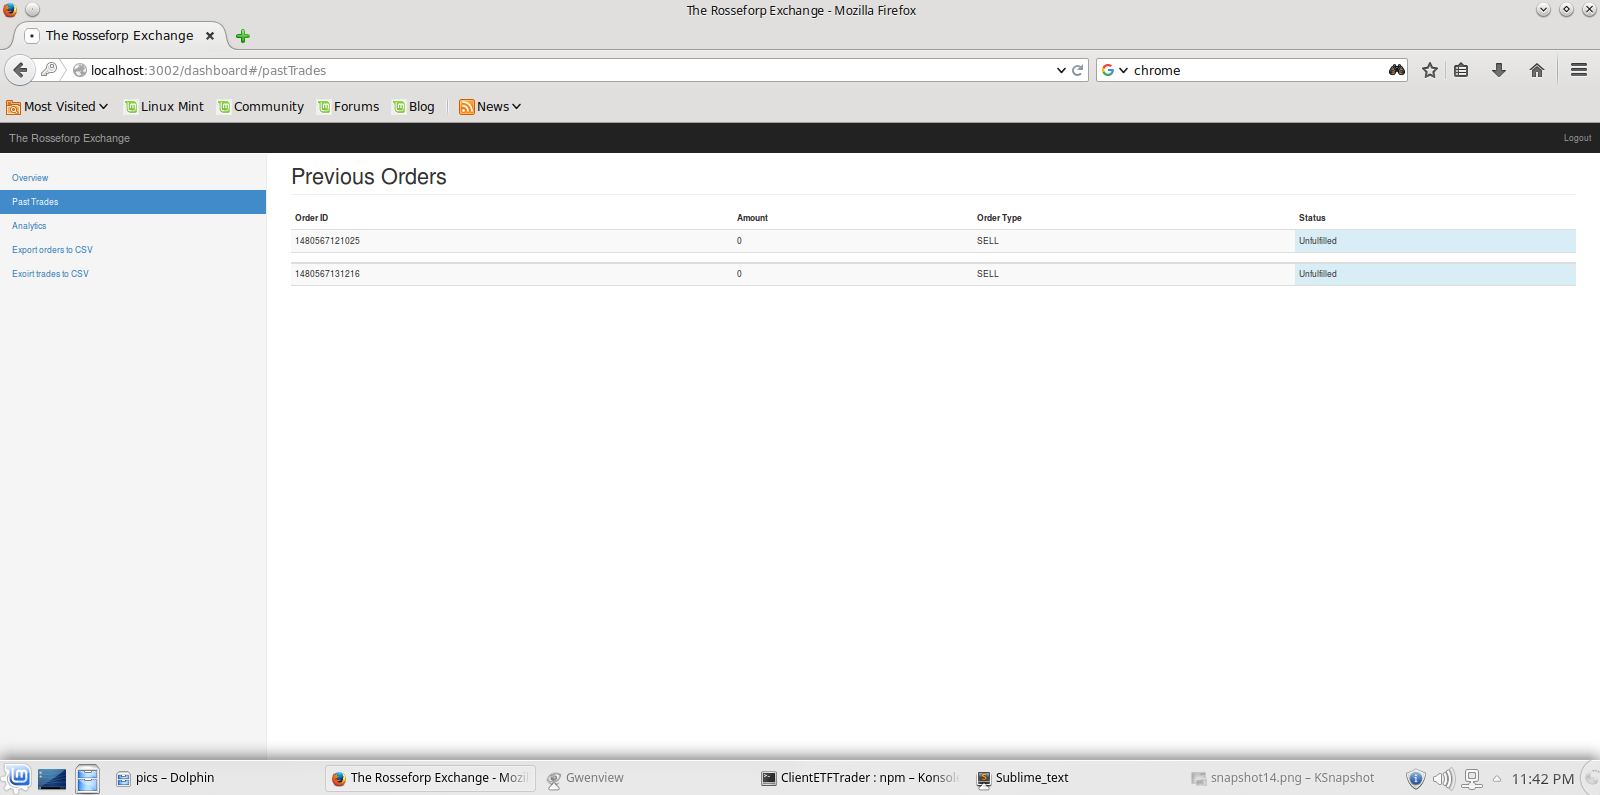 The Rosseforp Exchange - Mozilla Firefox
The Rosseforp Exchange
localhost:3002/dashboard#/pastTrades
chrome
Most Visited
Linux Mint
Community
Forums
Blog
News
The Rosseforp Exchange
Logout
Overview
Past Trades
Analytics
Export orders to CSV
Exoirt trades to CSV
Previous Orders
Order ID Amount Order Type Status
1480567121025 0 SELL Unfulfilled
1480567131216 0 SELL Unfulfilled
pics – Dolphin
The Rosseforp Exchange - Mozil
Gwenview
ClientETFTrader : npm – Konsole
Sublime_text
snapshot14.png – KSnapshot
11:42 PM